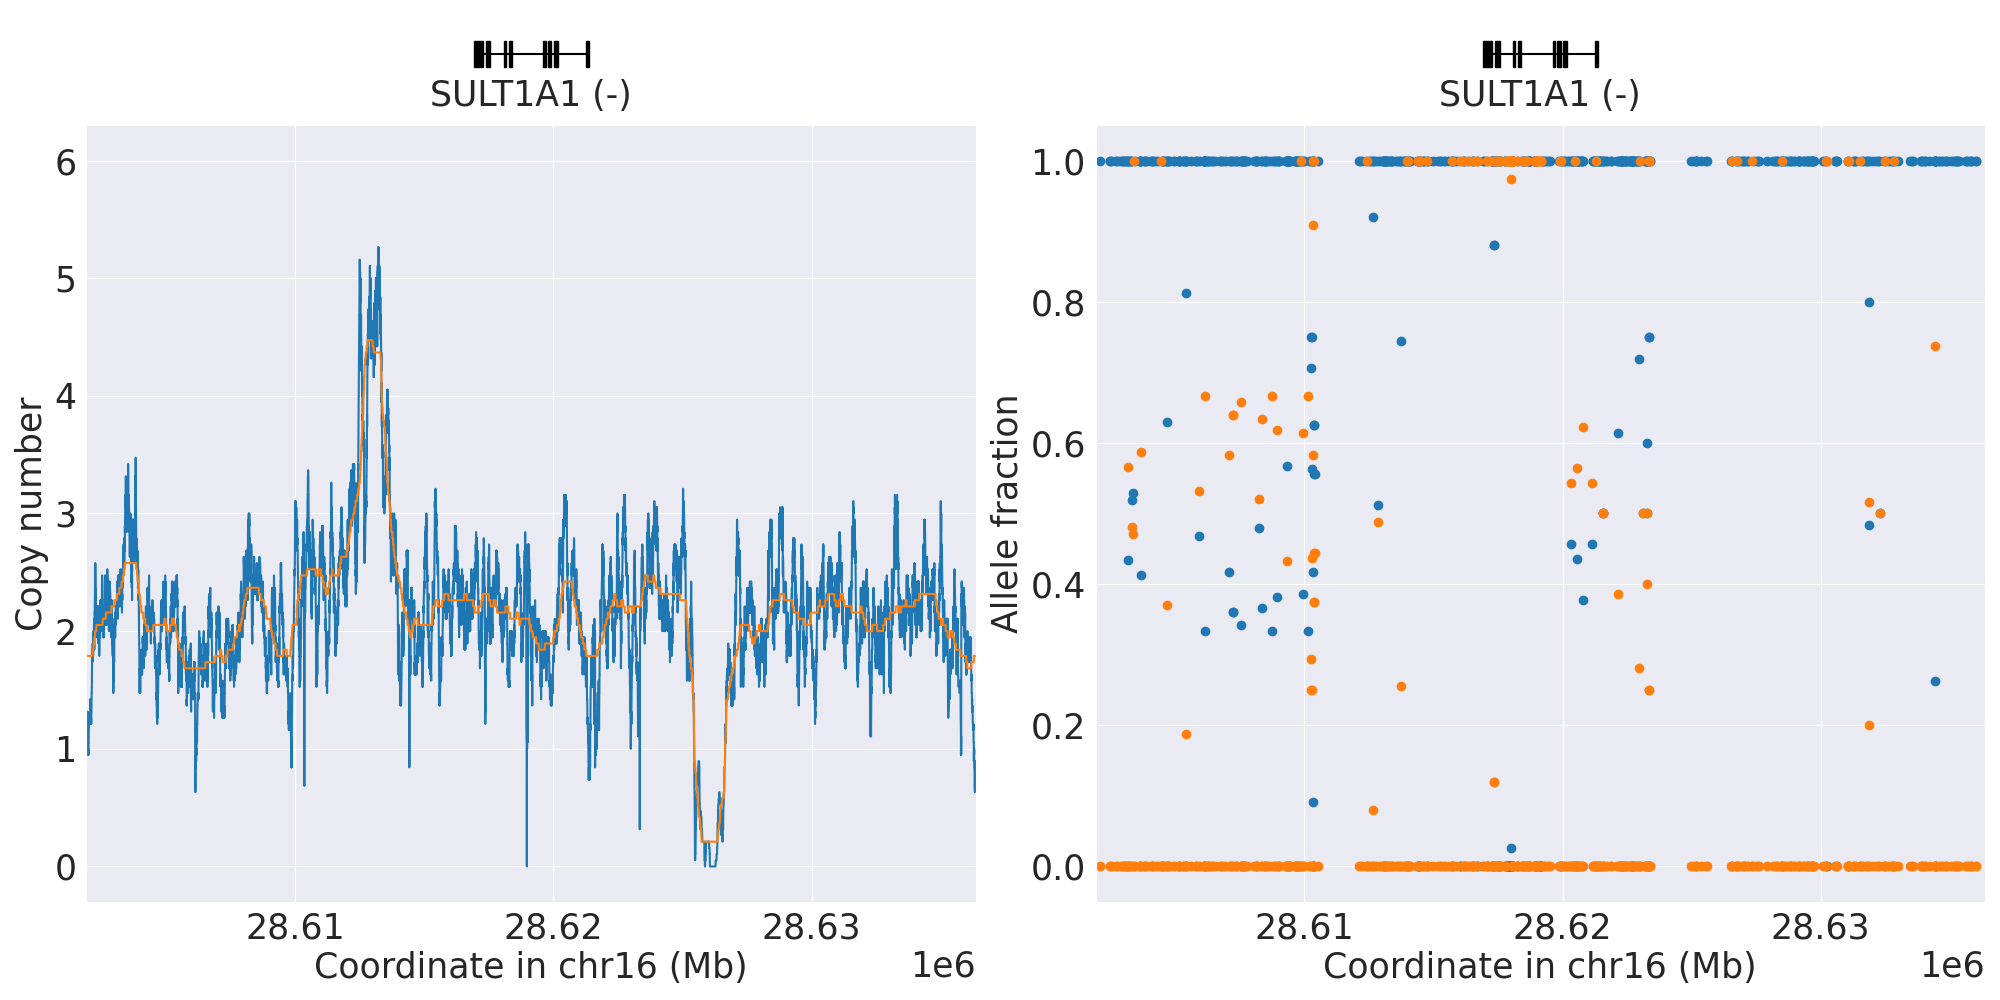 SULT1A1 (-)
6
5
4
3
2
1
0
Copy number
28.61
28.62
28.63
Coordinate in chr16 (Mb)
1e6
SULT1A1 (-)
1.0
0.8
0.6
0.4
0.2
0.0
Allele fraction
28.61
28.62
28.63
Coordinate in chr16 (Mb)
1e6